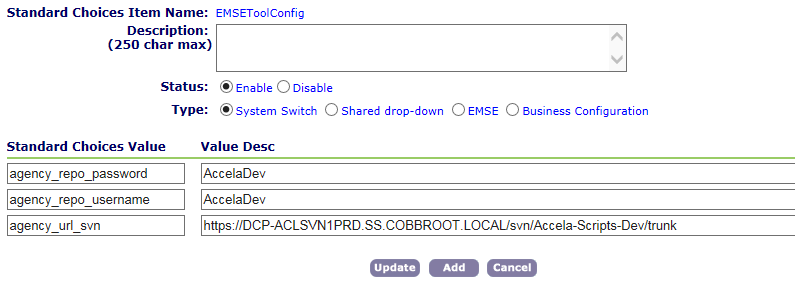 Standard Choices Item Name: EMSEToolConfig
Description:
(250 char max)
Status: Enable Disable
Type: System Switch Shared drop-down EMSE Business Configuration
Standard Choices Value Value Desc
agency_repo_password AccelaDev
agency_repo_username AccelaDev
agency_url_svn https://DCP-ACLSVN1PRD.SS.COBBROOT.LOCAL/svn/Accela-Scripts-Dev/trunk
Update Add Cancel